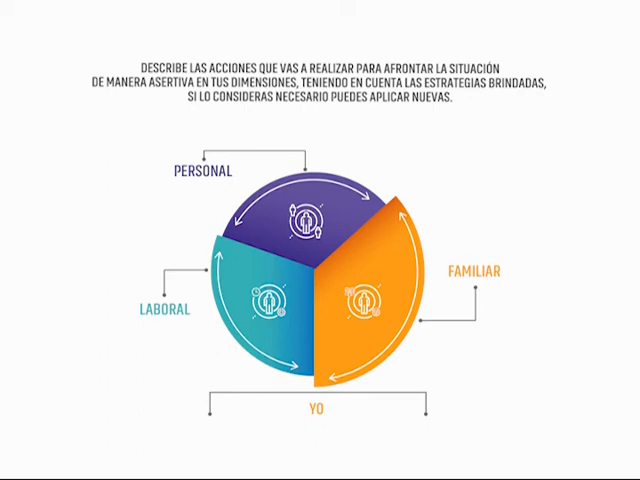 DESCRIBE LAS ACCIONES QUE VAS A REALIZAR PARA AFRONTAR LA SITUACIÓN
DE MANERA ASERTIVA EN TUS DIMENSIONES, TENIENDO EN CUENTA LAS ESTRATEGIAS BRINDADAS,
SI LO CONSIDERAS NECESARIO PUEDES APLICAR NUEVAS.
PERSONAL
FAMILIAR
LABORAL
YO